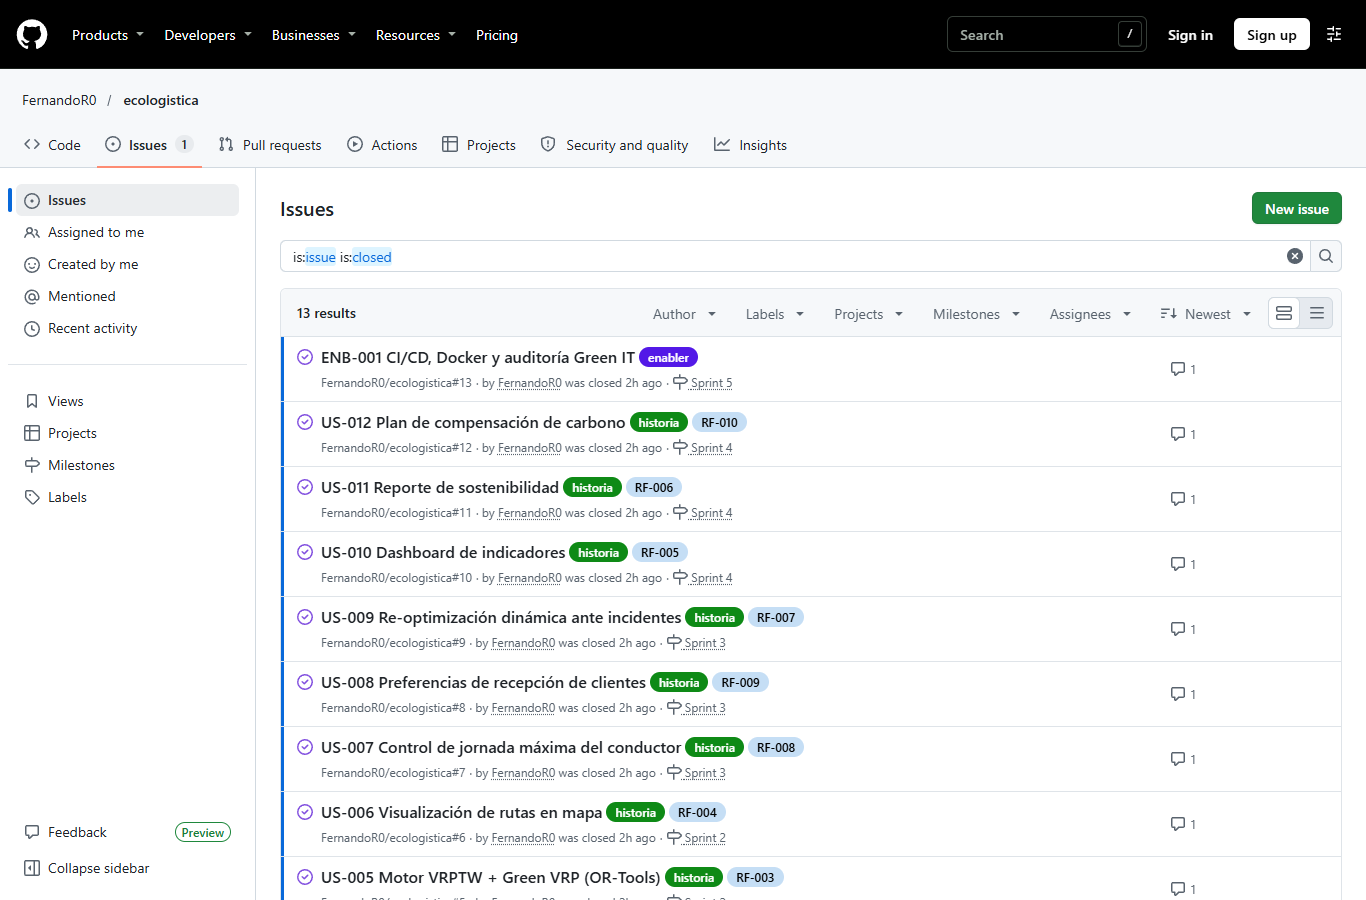 Products Developers Businesses Resources Pricing Search / Sign in Sign up
FernandoR0 / ecologistica
Code Issues 1 Pull requests Actions Projects Security and quality Insights
Issues
Assigned to me
Created by me
Mentioned
Recent activity
Views
Projects
Milestones
Labels
Feedback Preview
Collapse sidebar
Issues New issue
is:issue is:closed
13 results Author Labels Projects Milestones Assignees Newest
ENB-001 CI/CD, Docker y auditoría Green IT enabler
FernandoR0/ecologistica#13 · by FernandoR0 was closed 2h ago · Sprint 5 1
US-012 Plan de compensación de carbono historia RF-010
FernandoR0/ecologistica#12 · by FernandoR0 was closed 2h ago · Sprint 4 1
US-011 Reporte de sostenibilidad historia RF-006
FernandoR0/ecologistica#11 · by FernandoR0 was closed 2h ago · Sprint 4 1
US-010 Dashboard de indicadores historia RF-005
FernandoR0/ecologistica#10 · by FernandoR0 was closed 2h ago · Sprint 4 1
US-009 Re-optimización dinámica ante incidentes historia RF-007
FernandoR0/ecologistica#9 · by FernandoR0 was closed 2h ago · Sprint 3 1
US-008 Preferencias de recepción de clientes historia RF-009
FernandoR0/ecologistica#8 · by FernandoR0 was closed 2h ago · Sprint 3 1
US-007 Control de jornada máxima del conductor historia RF-008
FernandoR0/ecologistica#7 · by FernandoR0 was closed 2h ago · Sprint 3 1
US-006 Visualización de rutas en mapa historia RF-004
FernandoR0/ecologistica#6 · by FernandoR0 was closed 2h ago · Sprint 2 1
US-005 Motor VRPTW + Green VRP (OR-Tools) historia RF-003
1